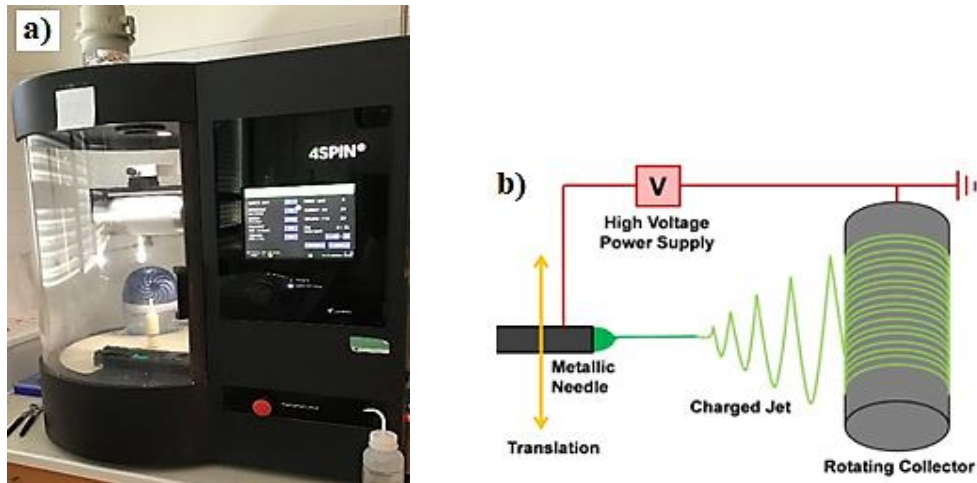 a)
4SPIN®
b)
V
High Voltage
Power Supply
Metallic
Needle
Charged Jet
Translation
Rotating Collector